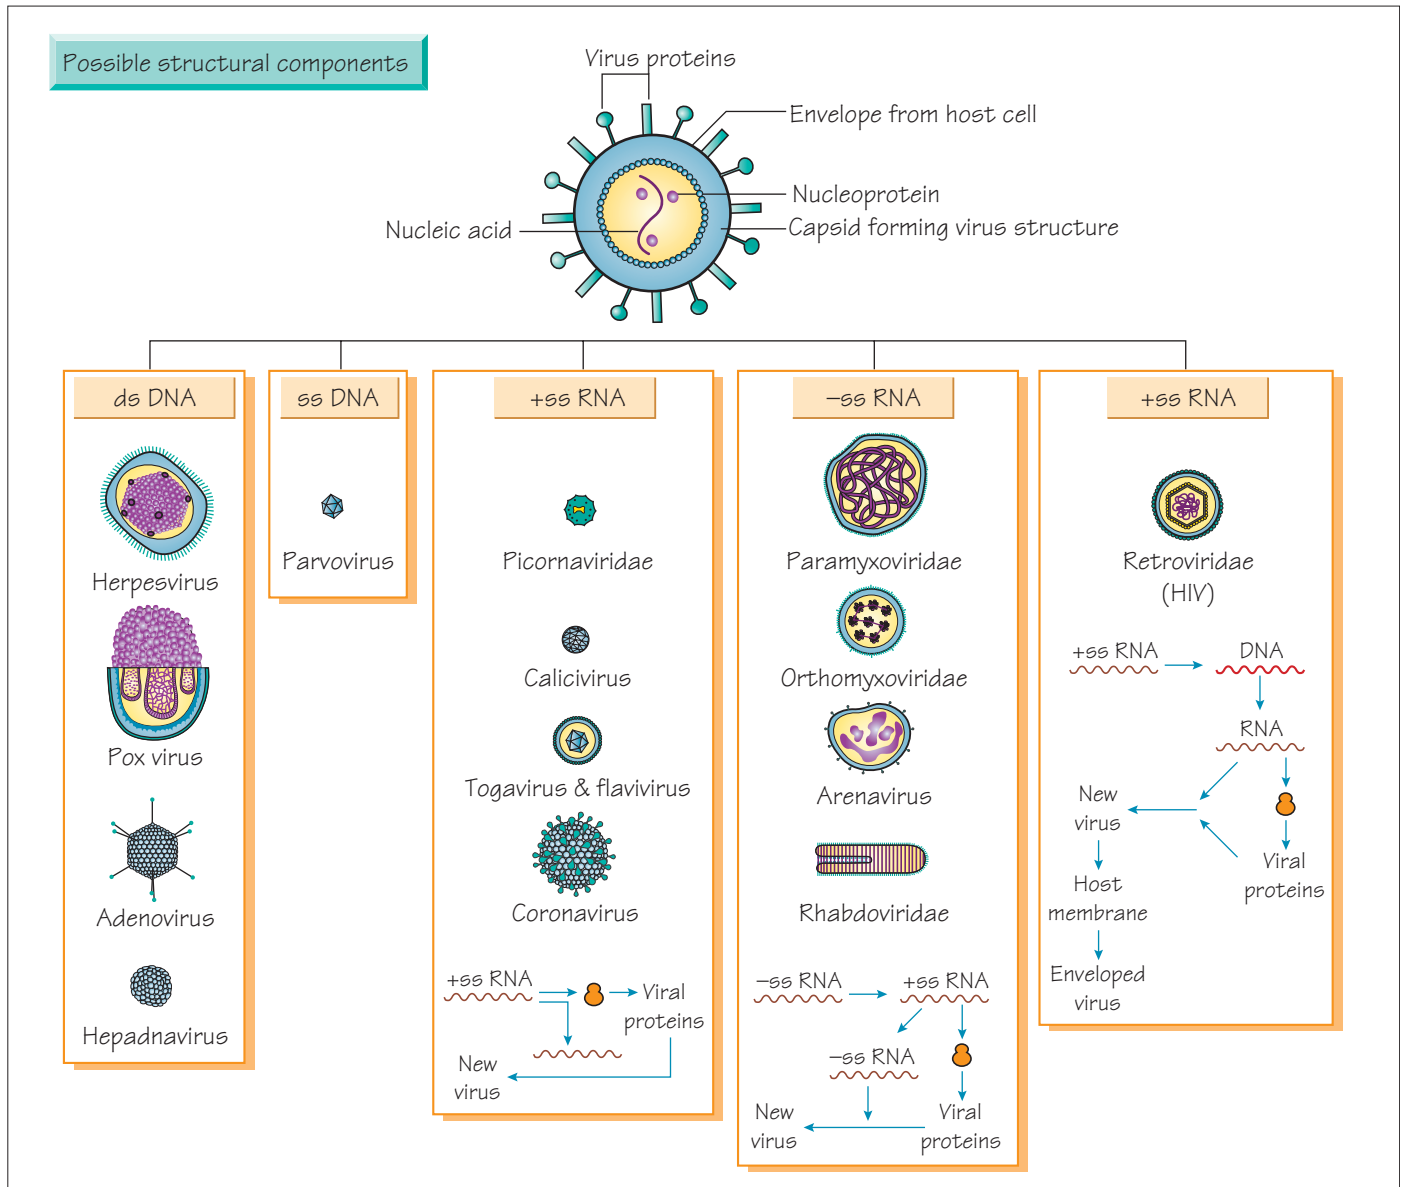 Possible structural components
Virus proteins
Envelope from host cell
Nucleoprotein
Nucleic acid
Capsid forming virus structure
ds DNA
Herpesvirus
Pox virus
Adenovirus
Hepadnavirus
ss DNA
Parvovirus
+ss RNA
Picornaviridae
Calicivirus
Togavirus & flavivirus
Coronavirus
+ss RNA
Viral
proteins
New
virus
–ss RNA
Paramyxoviridae
Orthomyxoviridae
Arenavirus
Rhabdoviridae
–ss RNA
+ss RNA
–ss RNA
New
virus
Viral
proteins
+ss RNA
Retroviridae
(HIV)
+ss RNA
DNA
RNA
New
virus
Viral
proteins
Host
membrane
Enveloped
virus